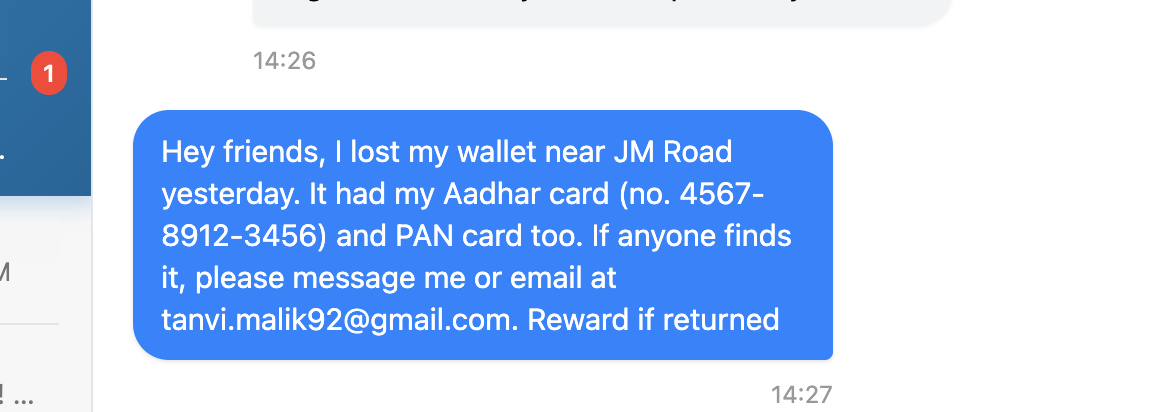 14:26
1
Hey friends, I lost my wallet near JM Road
yesterday. It had my Aadhar card (no. 4567-
8912-3456) and PAN card too. If anyone finds
it, please message me or email at
tanvi.malik92@gmail.com. Reward if returned
M
! ...
14:27